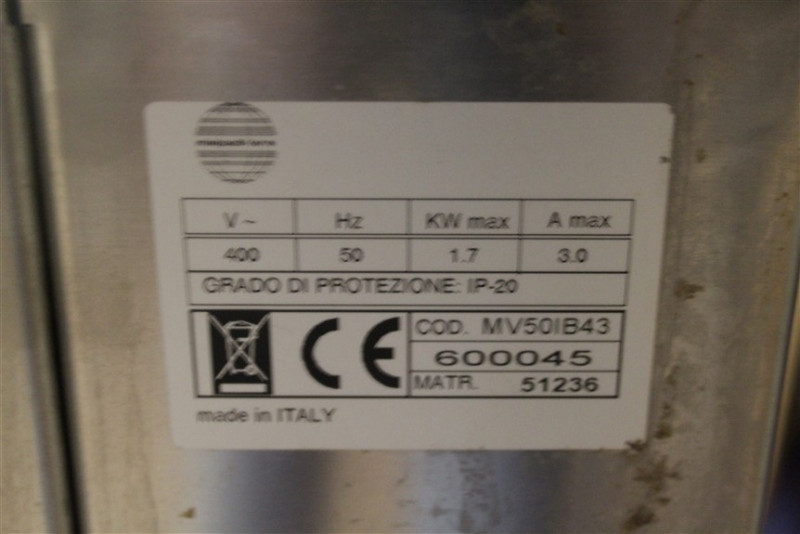 V~ Hz KW max A max
400 50 1.7 3.0
GRADO DI PROTEZIONE: IP-20
CE
COD. MV50IB43
600045
MATR. 51236
made in ITALY